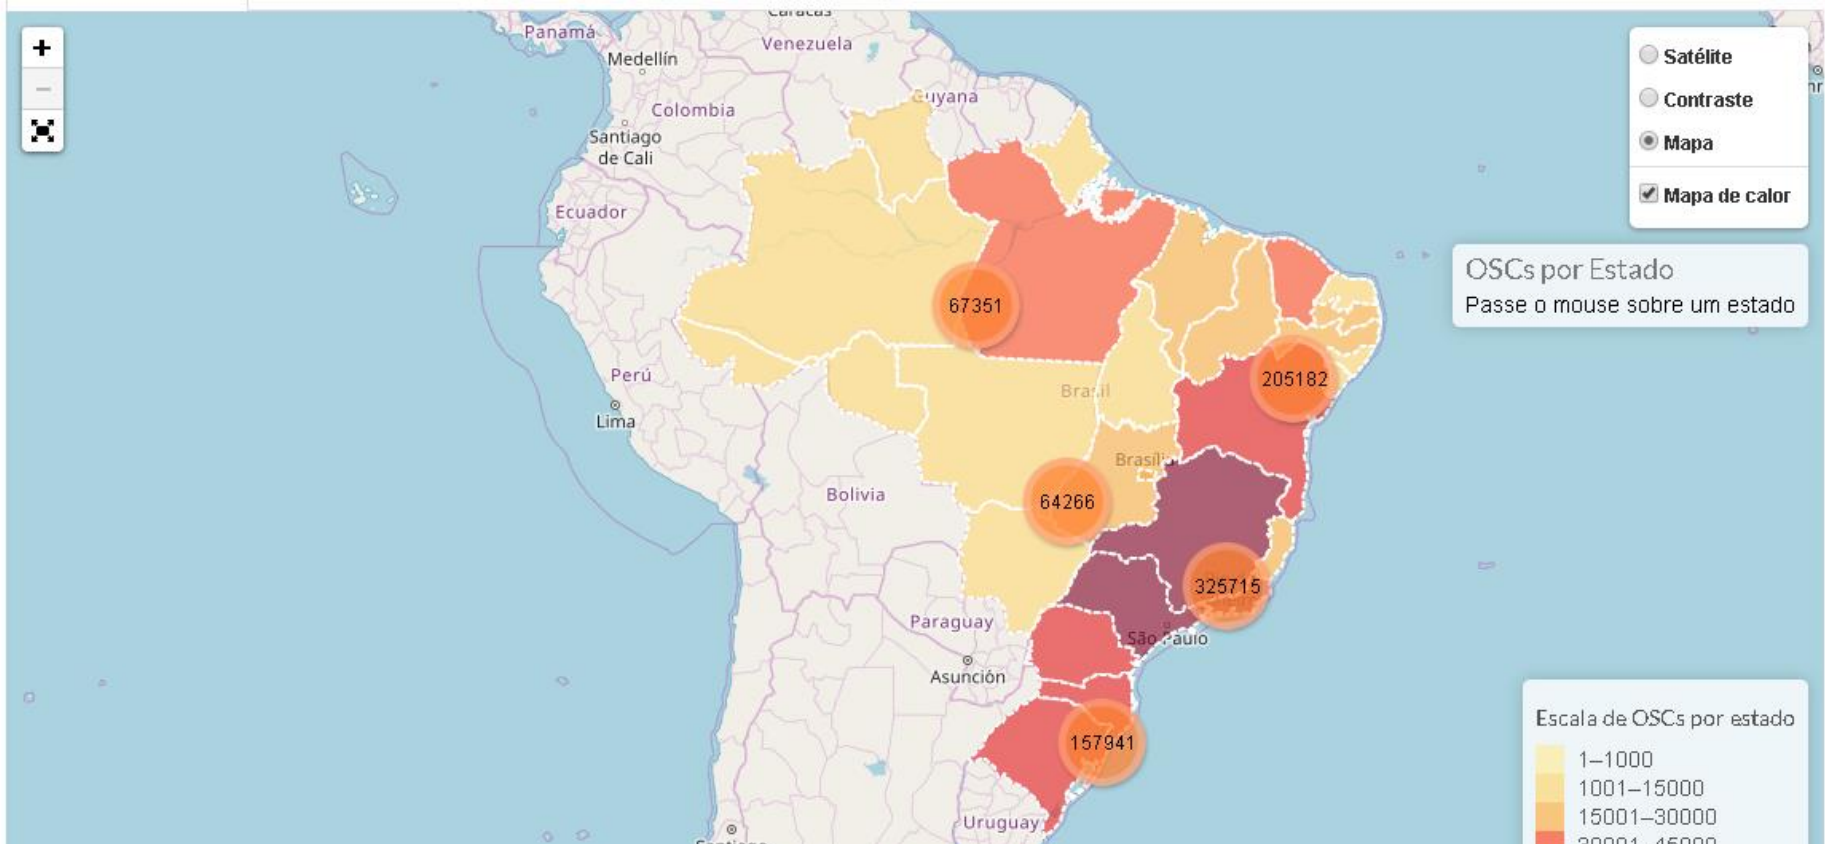 Caracas
Panamá
Venezuela
Medellín
Guyana
Colombia
Santiago
de Cali
Ecuador
Perú
Lima
Brasil
Brasília
Bolivia
Paraguay
São Paulo
Asunción
Uruguay
67351
205182
64266
325715
157941
+
−
Satélite
Contraste
Mapa
Mapa de calor
OSCs por Estado
Passe o mouse sobre um estado
Escala de OSCs por estado
1–1000
1001–15000
15001–30000
30001–45000